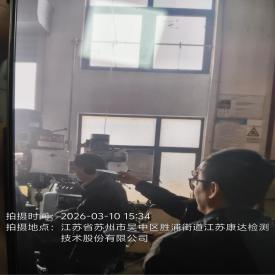 拍摄时间: 2026-03-10 15:34
拍摄地点: 江苏省苏州市吴中区胜浦街道江苏康达检测
技术股份有限公司